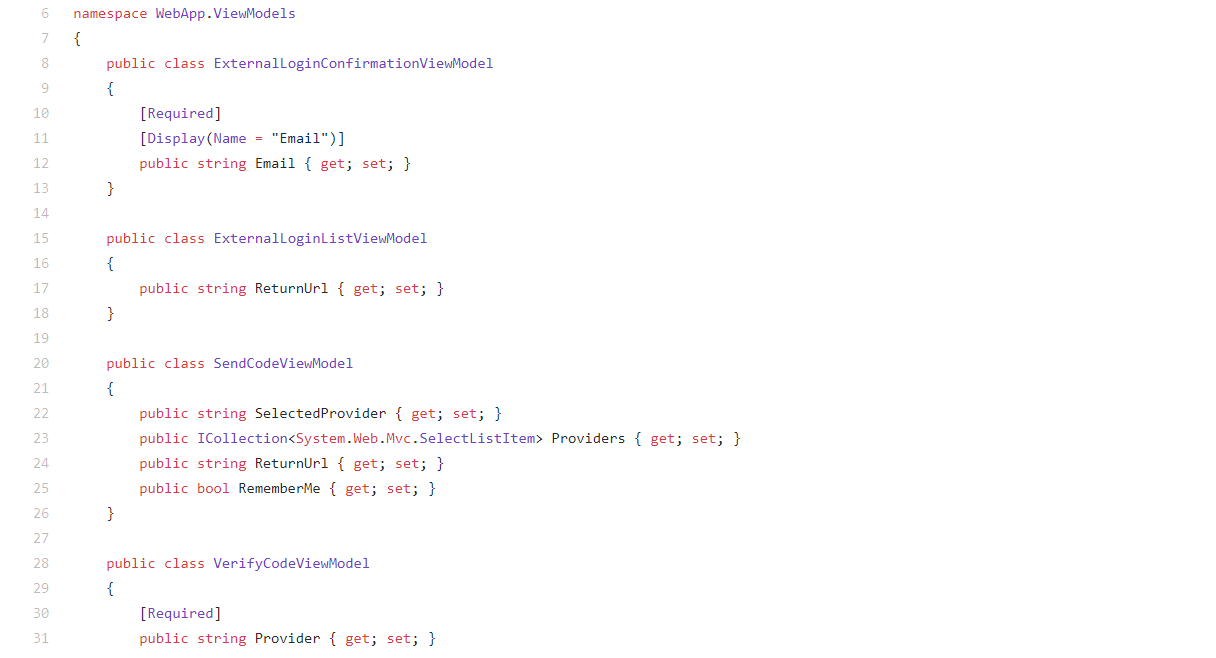 6 namespace WebApp.ViewModels
7 {
8     public class ExternalLoginConfirmationViewModel
9     {
10         [Required]
11         [Display(Name = "Email")]
12         public string Email { get; set; }
13     }
14
15     public class ExternalLoginListViewModel
16     {
17         public string ReturnUrl { get; set; }
18     }
19
20     public class SendCodeViewModel
21     {
22         public string SelectedProvider { get; set; }
23         public ICollection<System.Web.Mvc.SelectListItem> Providers { get; set; }
24         public string ReturnUrl { get; set; }
25         public bool RememberMe { get; set; }
26     }
27
28     public class VerifyCodeViewModel
29     {
30         [Required]
31         public string Provider { get; set; }